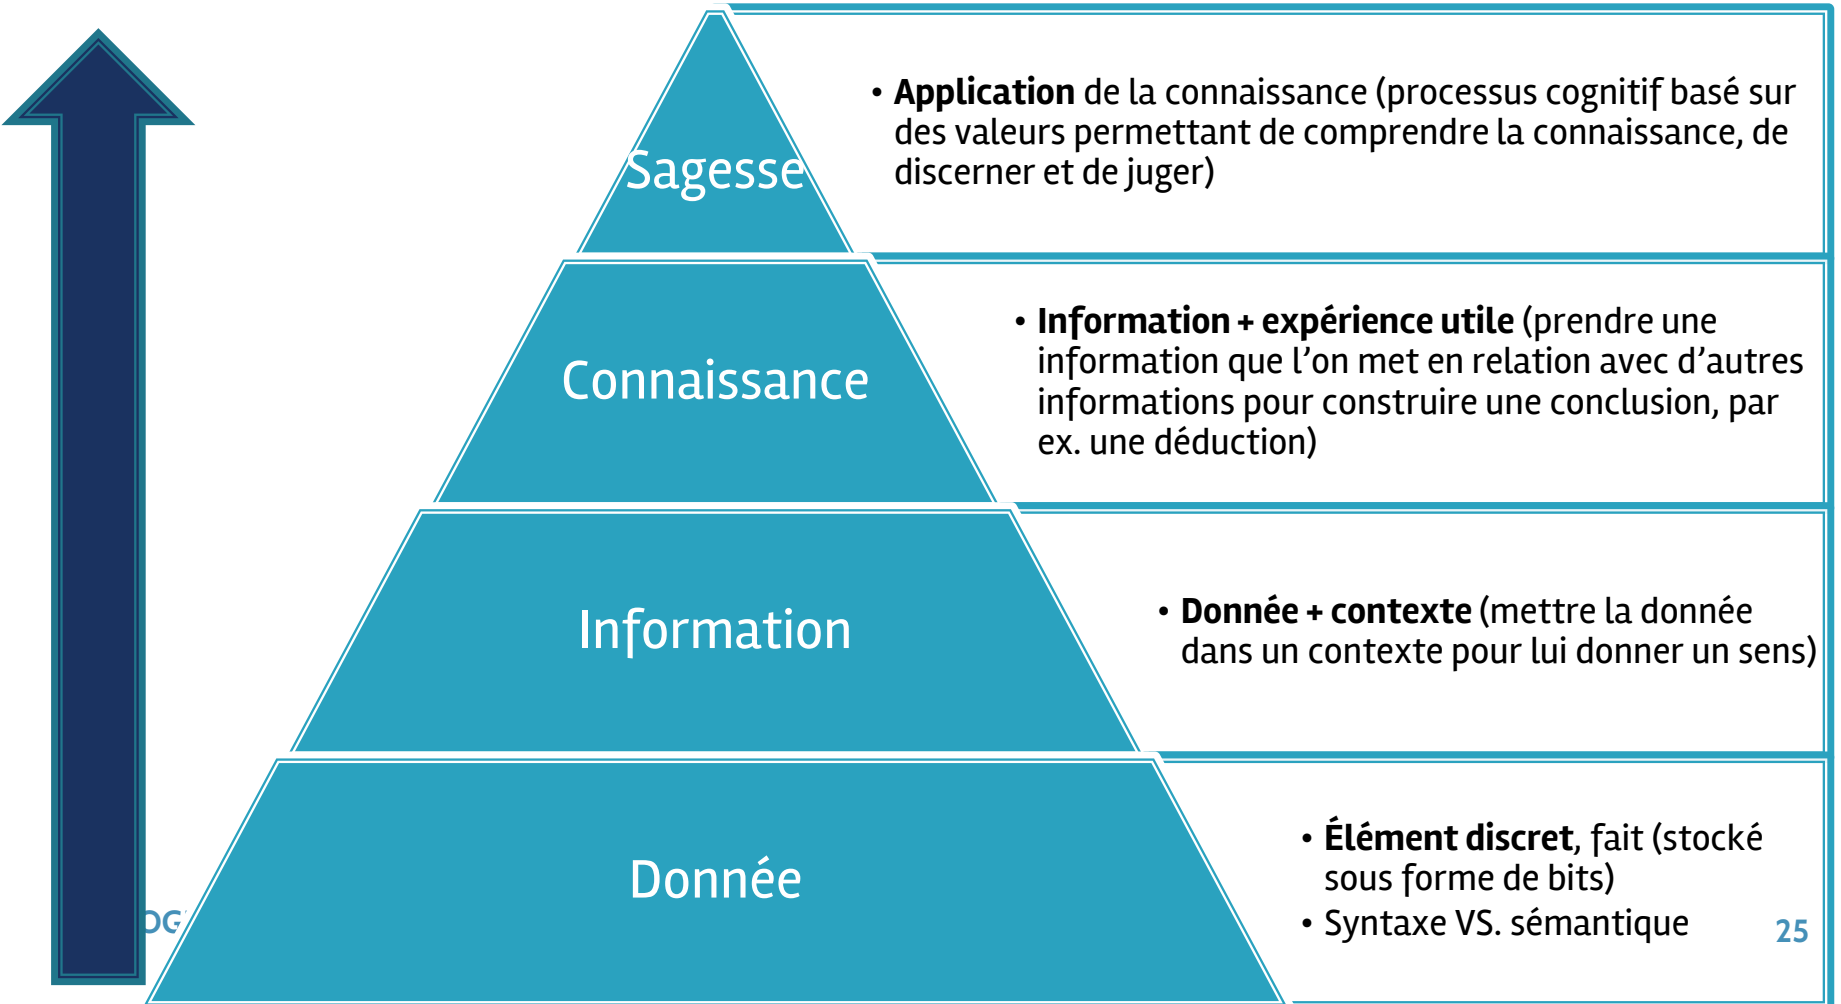 Sagesse
• Application de la connaissance (processus cognitif basé sur
des valeurs permettant de comprendre la connaissance, de
discerner et de juger)
Connaissance
• Information + expérience utile (prendre une
information que l’on met en relation avec d’autres
informations pour construire une conclusion, par
ex. une déduction)
Information
• Donnée + contexte (mettre la donnée
dans un contexte pour lui donner un sens)
Donnée
• Élément discret, fait (stocké
sous forme de bits)
• Syntaxe VS. sémantique
25